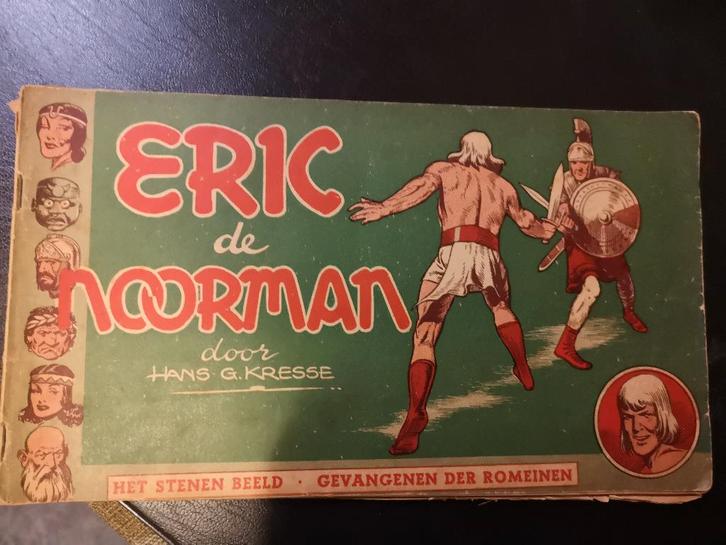 ERIC
de
NOORMAN
door
HANS G. KRESSE
HET STENEN BEELD · GEVANGENEN DER ROMEINEN